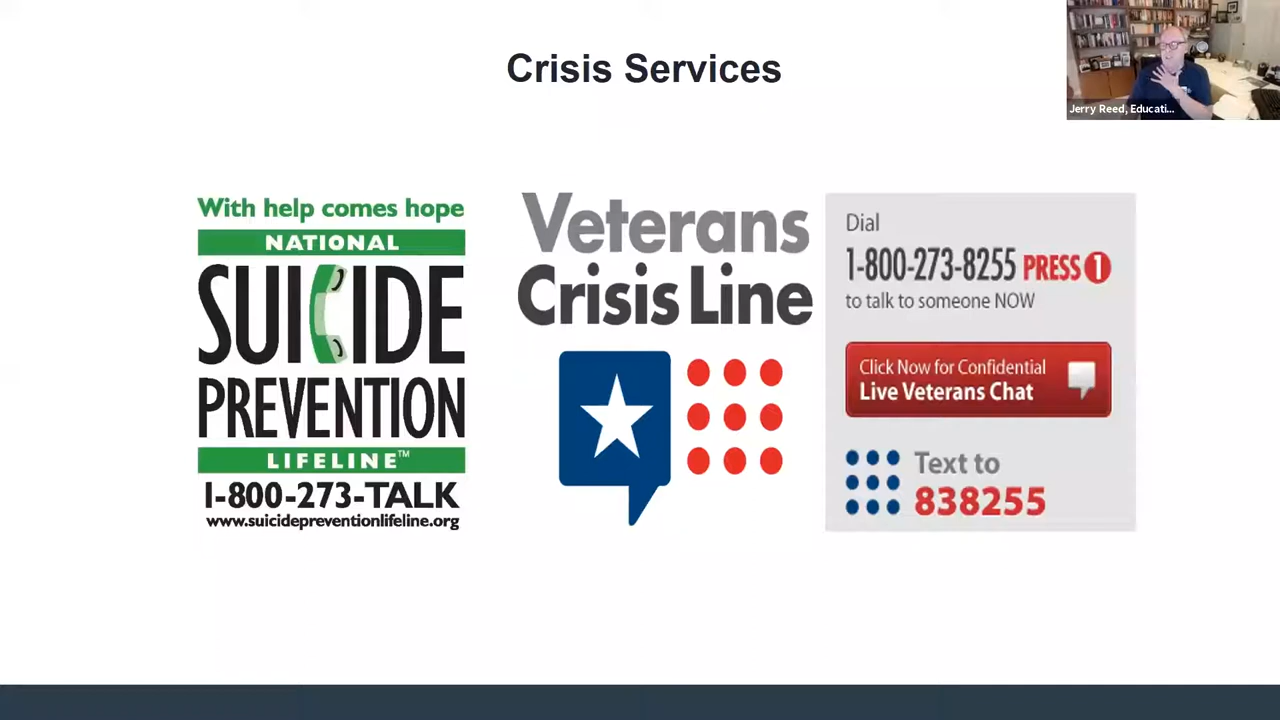 Crisis Services
Jerry Reed, Educati...
With help comes hope
NATIONAL
SUICIDE
PREVENTION
LIFELINE™
1-800-273-TALK
www.suicidepreventionlifeline.org
Veterans
Crisis Line
Dial
1-800-273-8255 PRESS 1
to talk to someone NOW
Click Now for Confidential
Live Veterans Chat
Text to
838255